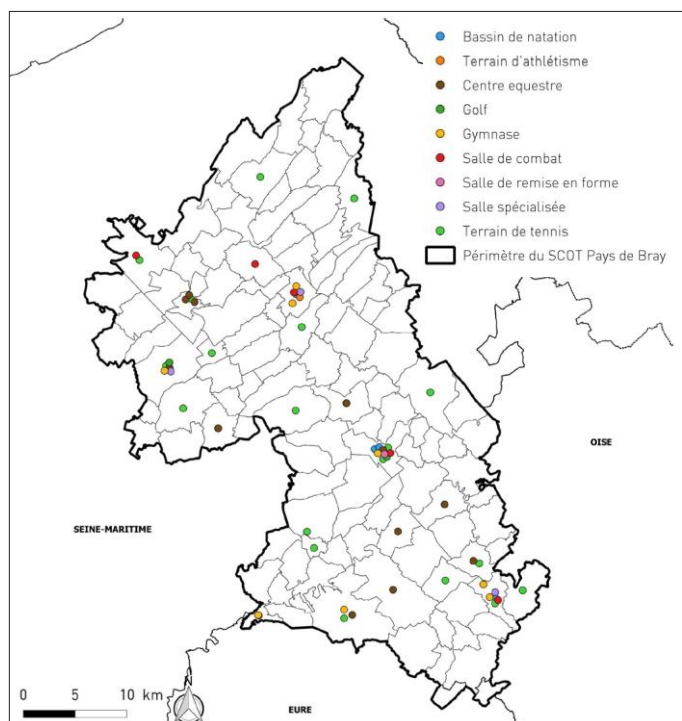 Bassin de natation
Terrain d'athlétisme
Centre equestre
Golf
Gymnase
Salle de combat
Salle de remise en forme
Salle spécialisée
Terrain de tennis
Périmètre du SCOT Pays de Bray
OISE
SEINE-MARITIME
0 5 10 km
EURE